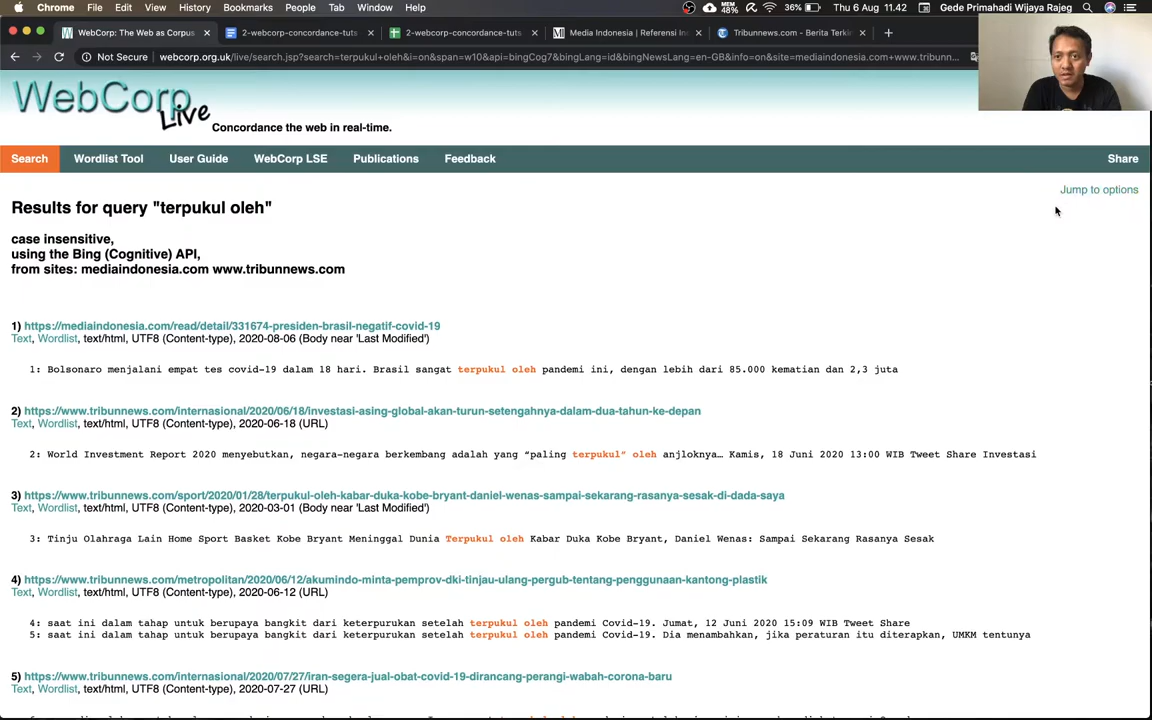 Chrome File Edit View History Bookmarks People Tab Window Help MEM 48% 36% Thu 6 Aug 11.42 Gede Primahadi Wijaya Rajeg
WebCorp: The Web as Corpus 2-webcorp-concordance-tuts 2-webcorp-concordance-tuts Media Indonesia | Referensi In Tribunnews.com - Berita Terkin
Not Secure webcorp.org.uk/live/search.jsp?search=terpukul+oleh&i=on&span=w10&api=bingCog7&bingLang=id&bingNewsLang=en-GB&info=on&site=mediaindonesia.com+www.tribunn...
WebCorp Live Concordance the web in real-time.
Search Wordlist Tool User Guide WebCorp LSE Publications Feedback Share
Jump to options
Results for query "terpukul oleh"
case insensitive,
using the Bing (Cognitive) API,
from sites: mediaindonesia.com www.tribunnews.com
1) https://mediaindonesia.com/read/detail/331674-presiden-brasil-negatif-covid-19
Text, Wordlist, text/html, UTF8 (Content-type), 2020-08-06 (Body near 'Last Modified')
1: Bolsonaro menjalani empat tes covid-19 dalam 18 hari. Brasil sangat terpukul oleh pandemi ini, dengan lebih dari 85.000 kematian dan 2,3 juta
2) https://www.tribunnews.com/internasional/2020/06/18/investasi-asing-global-akan-turun-setengahnya-dalam-dua-tahun-ke-depan
Text, Wordlist, text/html, UTF8 (Content-type), 2020-06-18 (URL)
2: World Investment Report 2020 menyebutkan, negara-negara berkembang adalah yang “paling terpukul” oleh anjloknya… Kamis, 18 Juni 2020 13:00 WIB Tweet Share Investasi
3) https://www.tribunnews.com/sport/2020/01/28/terpukul-oleh-kabar-duka-kobe-bryant-daniel-wenas-sampai-sekarang-rasanya-sesak-di-dada-saya
Text, Wordlist, text/html, UTF8 (Content-type), 2020-03-01 (Body near 'Last Modified')
3: Tinju Olahraga Lain Home Sport Basket Kobe Bryant Meninggal Dunia Terpukul oleh Kabar Duka Kobe Bryant, Daniel Wenas: Sampai Sekarang Rasanya Sesak
4) https://www.tribunnews.com/metropolitan/2020/06/12/akumindo-minta-pemprov-dki-tinjau-ulang-pergub-tentang-penggunaan-kantong-plastik
Text, Wordlist, text/html, UTF8 (Content-type), 2020-06-12 (URL)
4: saat ini dalam tahap untuk berupaya bangkit dari keterpurukan setelah terpukul oleh pandemi Covid-19. Jumat, 12 Juni 2020 15:09 WIB Tweet Share
5: saat ini dalam tahap untuk berupaya bangkit dari keterpurukan setelah terpukul oleh pandemi Covid-19. Dia menambahkan, jika peraturan itu diterapkan, UMKM tentunya
5) https://www.tribunnews.com/internasional/2020/07/27/iran-segera-jual-obat-covid-19-dirancang-perangi-wabah-corona-baru
Text, Wordlist, text/html, UTF8 (Content-type), 2020-07-27 (URL)